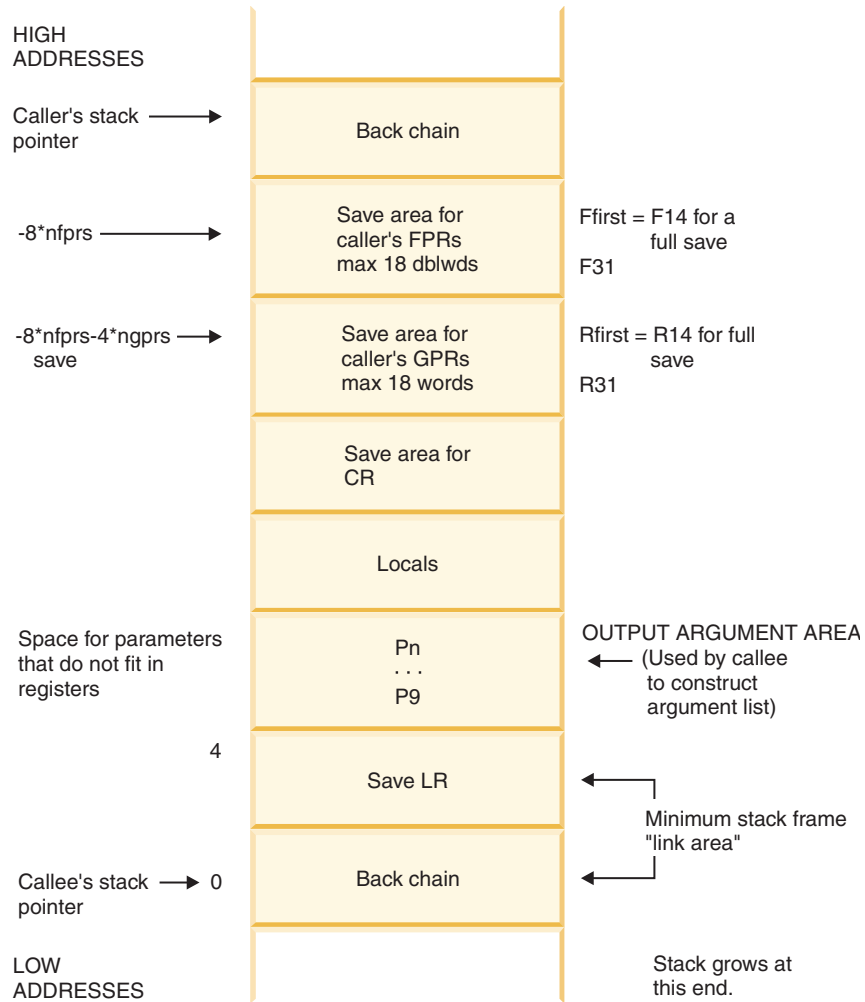 HIGH
ADDRESSES
Caller's stack
pointer
Back chain
-8*nfprs
Save area for
caller's FPRs
max 18 dblwds
Ffirst = F14 for a
full save
F31
-8*nfprs-4*ngprs
save
Save area for
caller's GPRs
max 18 words
Rfirst = R14 for full
save
R31
Save area for
CR
Locals
Space for parameters
that do not fit in
registers
Pn
. . .
P9
OUTPUT ARGUMENT AREA
(Used by callee
to construct
argument list)
4
Save LR
Minimum stack frame
"link area"
Callee's stack
pointer
0
Back chain
LOW
ADDRESSES
Stack grows at
this end.